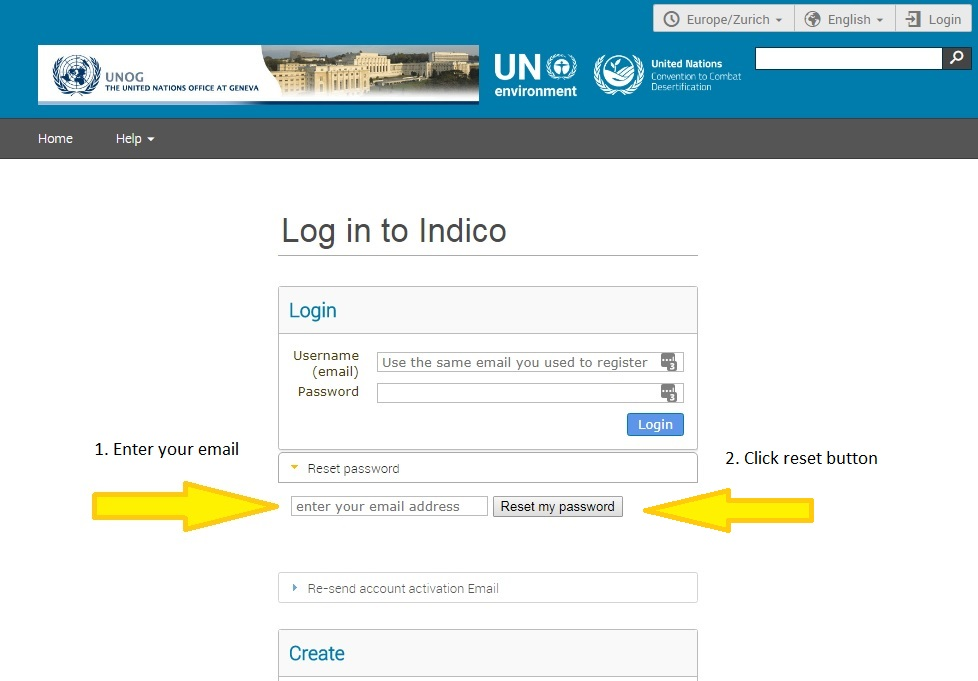 Europe/Zurich
English
Login
UNOG
THE UNITED NATIONS OFFICE AT GENEVA
UN
environment
United Nations
Convention to Combat
Desertification
Home
Help
Log in to Indico
Login
Username
(email)
Use the same email you used to register
3
Password
3
Login
1. Enter your email
2. Click reset button
Reset password
enter your email address
Reset my password
Re-send account activation Email
Create